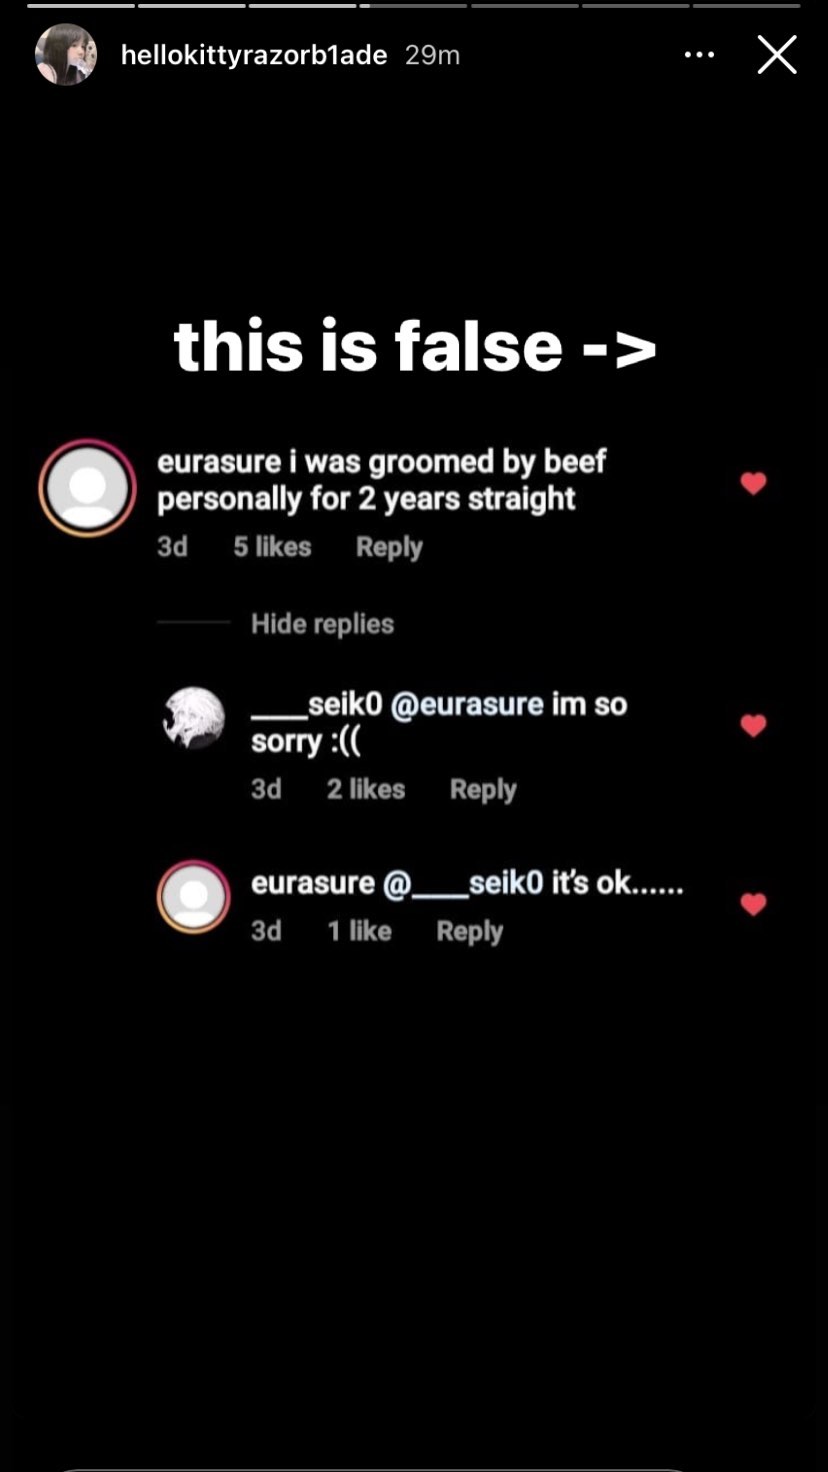 hellokittyrazorb1ade 29m
this is false ->
eurasure i was groomed by beef
personally for 2 years straight
3d 5 likes Reply
Hide replies
____seik0 @eurasure im so
sorry :((
3d 2 likes Reply
eurasure @____seik0 it's ok......
3d 1 like Reply